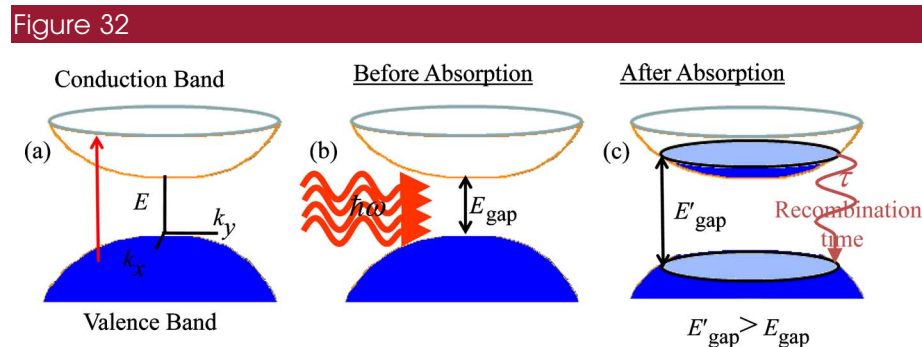 Figure 32
Conduction Band
Before Absorption
After Absorption
(a)
(b)
(c)
E
k_y
k_x
ħω
E_gap
E'_gap
τ
Recombination
time
Valence Band
E'_gap > E_gap